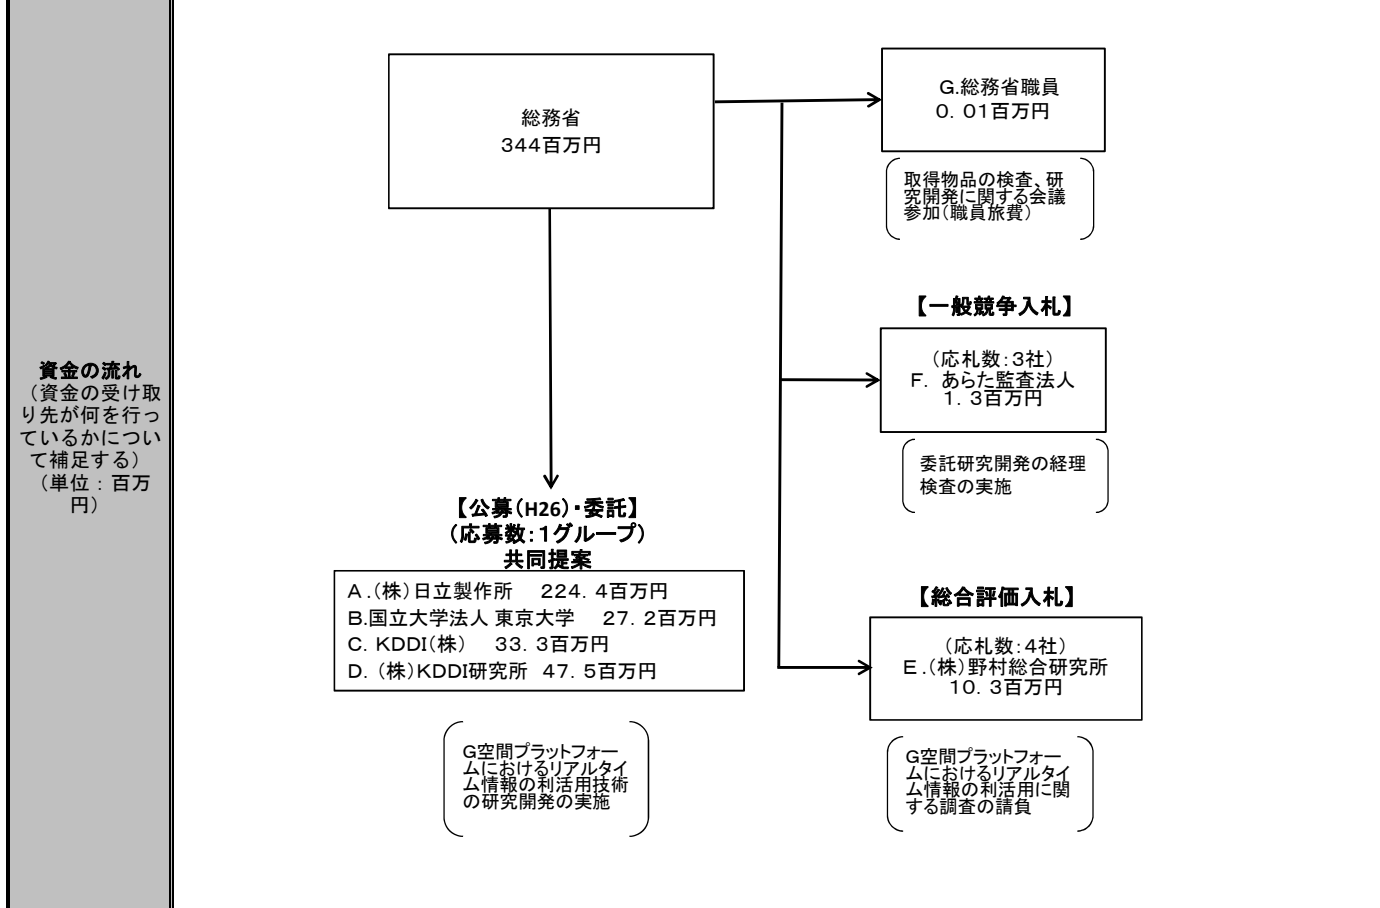 資金の流れ
（資金の受け取
り先が何を行っ
ているかについ
て補足する）
（単位：百万
円）
総務省
344百万円
G.総務省職員
0．01百万円
取得物品の検査、研
究開発に関する会議
参加（職員旅費）
【一般競争入札】
（応札数：3社）
F．あらた監査法人
1．3百万円
委託研究開発の経理
検査の実施
【公募（H26）・委託】
（応募数：1グループ）
共同提案
A．（株）日立製作所　224．4百万円
B.国立大学法人 東京大学　27．2百万円
C．KDDI（株）　33．3百万円
D．（株）KDDI研究所　47．5百万円
G空間プラットフォー
ムにおけるリアルタイ
ム情報の利活用技術
の研究開発の実施
【総合評価入札】
（応札数：4社）
E．（株）野村総合研究所
10．3百万円
G空間プラットフォー
ムにおけるリアルタイ
ム情報の利活用に関
する調査の請負